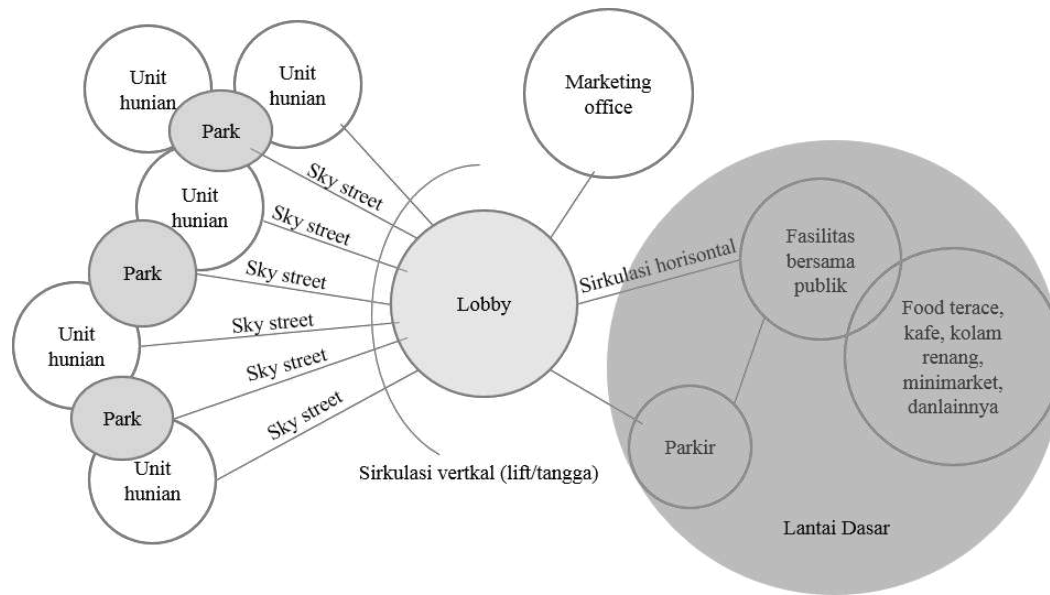 Unit
hunian
Unit
hunian
Park
Marketing
office
Sky street
Unit
hunian
Sky street
Park
Sky street
Sirkulasi horisontal
Fasilitas
bersama
publik
Lobby
Unit
hunian
Sky street
Food terace,
kafe, kolam
renang,
minimarket,
danlainnya
Sky street
Park
Sky street
Parkir
Unit
hunian
Sirkulasi vertkal (lift/tangga)
Lantai Dasar